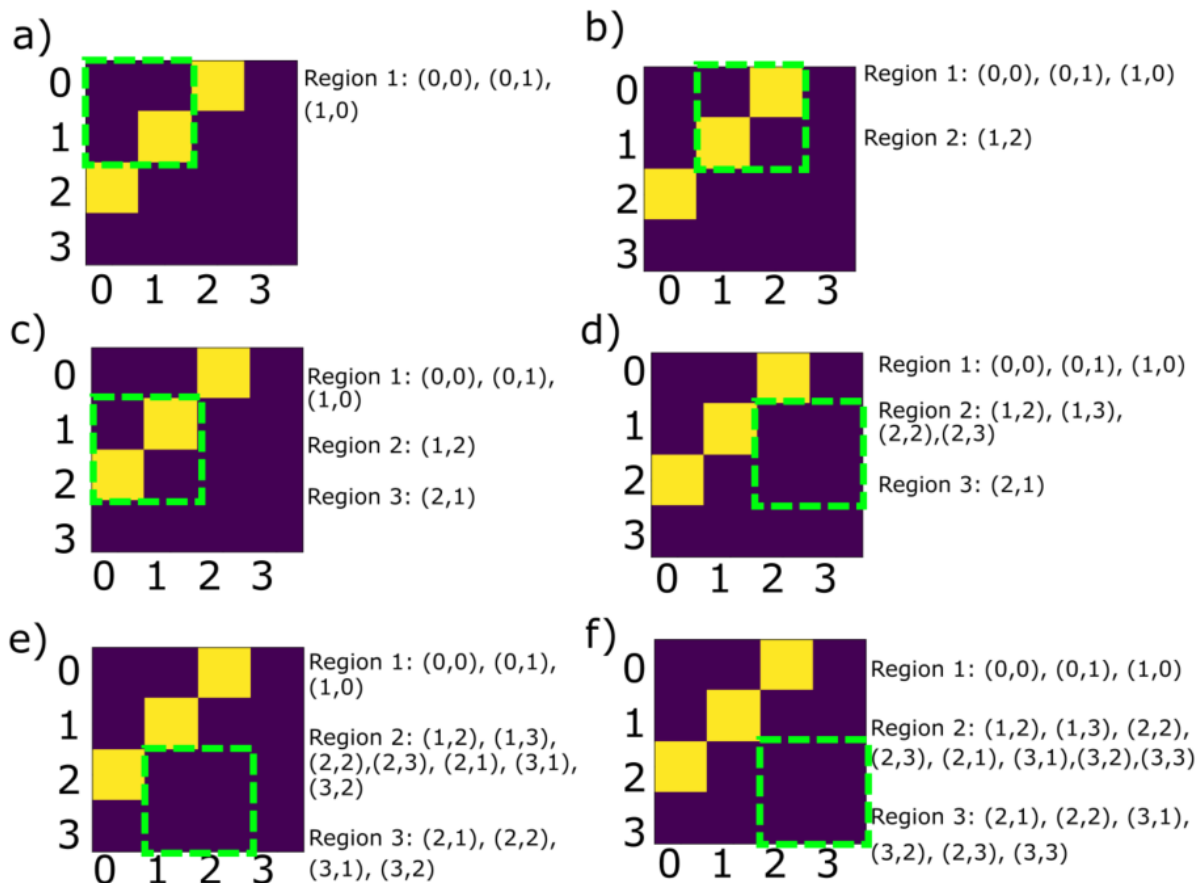 a)
0
1
2
3
0 1 2 3
Region 1: (0,0), (0,1),
(1,0)
b)
0
1
2
3
0 1 2 3
Region 1: (0,0), (0,1), (1,0)
Region 2: (1,2)
c)
0
1
2
3
0 1 2 3
Region 1: (0,0), (0,1),
(1,0)
Region 2: (1,2)
Region 3: (2,1)
d)
0
1
2
3
0 1 2 3
Region 1: (0,0), (0,1), (1,0)
Region 2: (1,2), (1,3),
(2,2),(2,3)
Region 3: (2,1)
e)
0
1
2
3
0 1 2 3
Region 1: (0,0), (0,1),
(1,0)
Region 2: (1,2), (1,3),
(2,2),(2,3), (2,1), (3,1),
(3,2)
Region 3: (2,1), (2,2),
(3,1), (3,2)
f)
0
1
2
3
0 1 2 3
Region 1: (0,0), (0,1), (1,0)
Region 2: (1,2), (1,3), (2,2),
(2,3), (2,1), (3,1),(3,2),(3,3)
Region 3: (2,1), (2,2), (3,1),
(3,2), (2,3), (3,3)